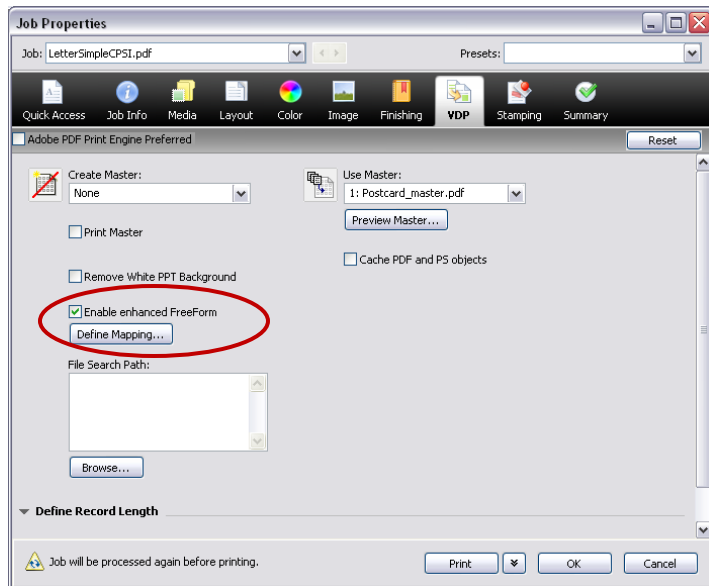 Job Properties
Job: LetterSimpleCPSI.pdf Presets:
Quick Access Job Info Media Layout Color Image Finishing VDP Stamping Summary
Adobe PDF Print Engine Preferred Reset
Create Master: Use Master:
None 1: Postcard_master.pdf
Preview Master...
Print Master
Cache PDF and PS objects
Remove White PPT Background
Enable enhanced FreeForm
Define Mapping...
File Search Path:
Browse...
Define Record Length
Job will be processed again before printing. Print OK Cancel